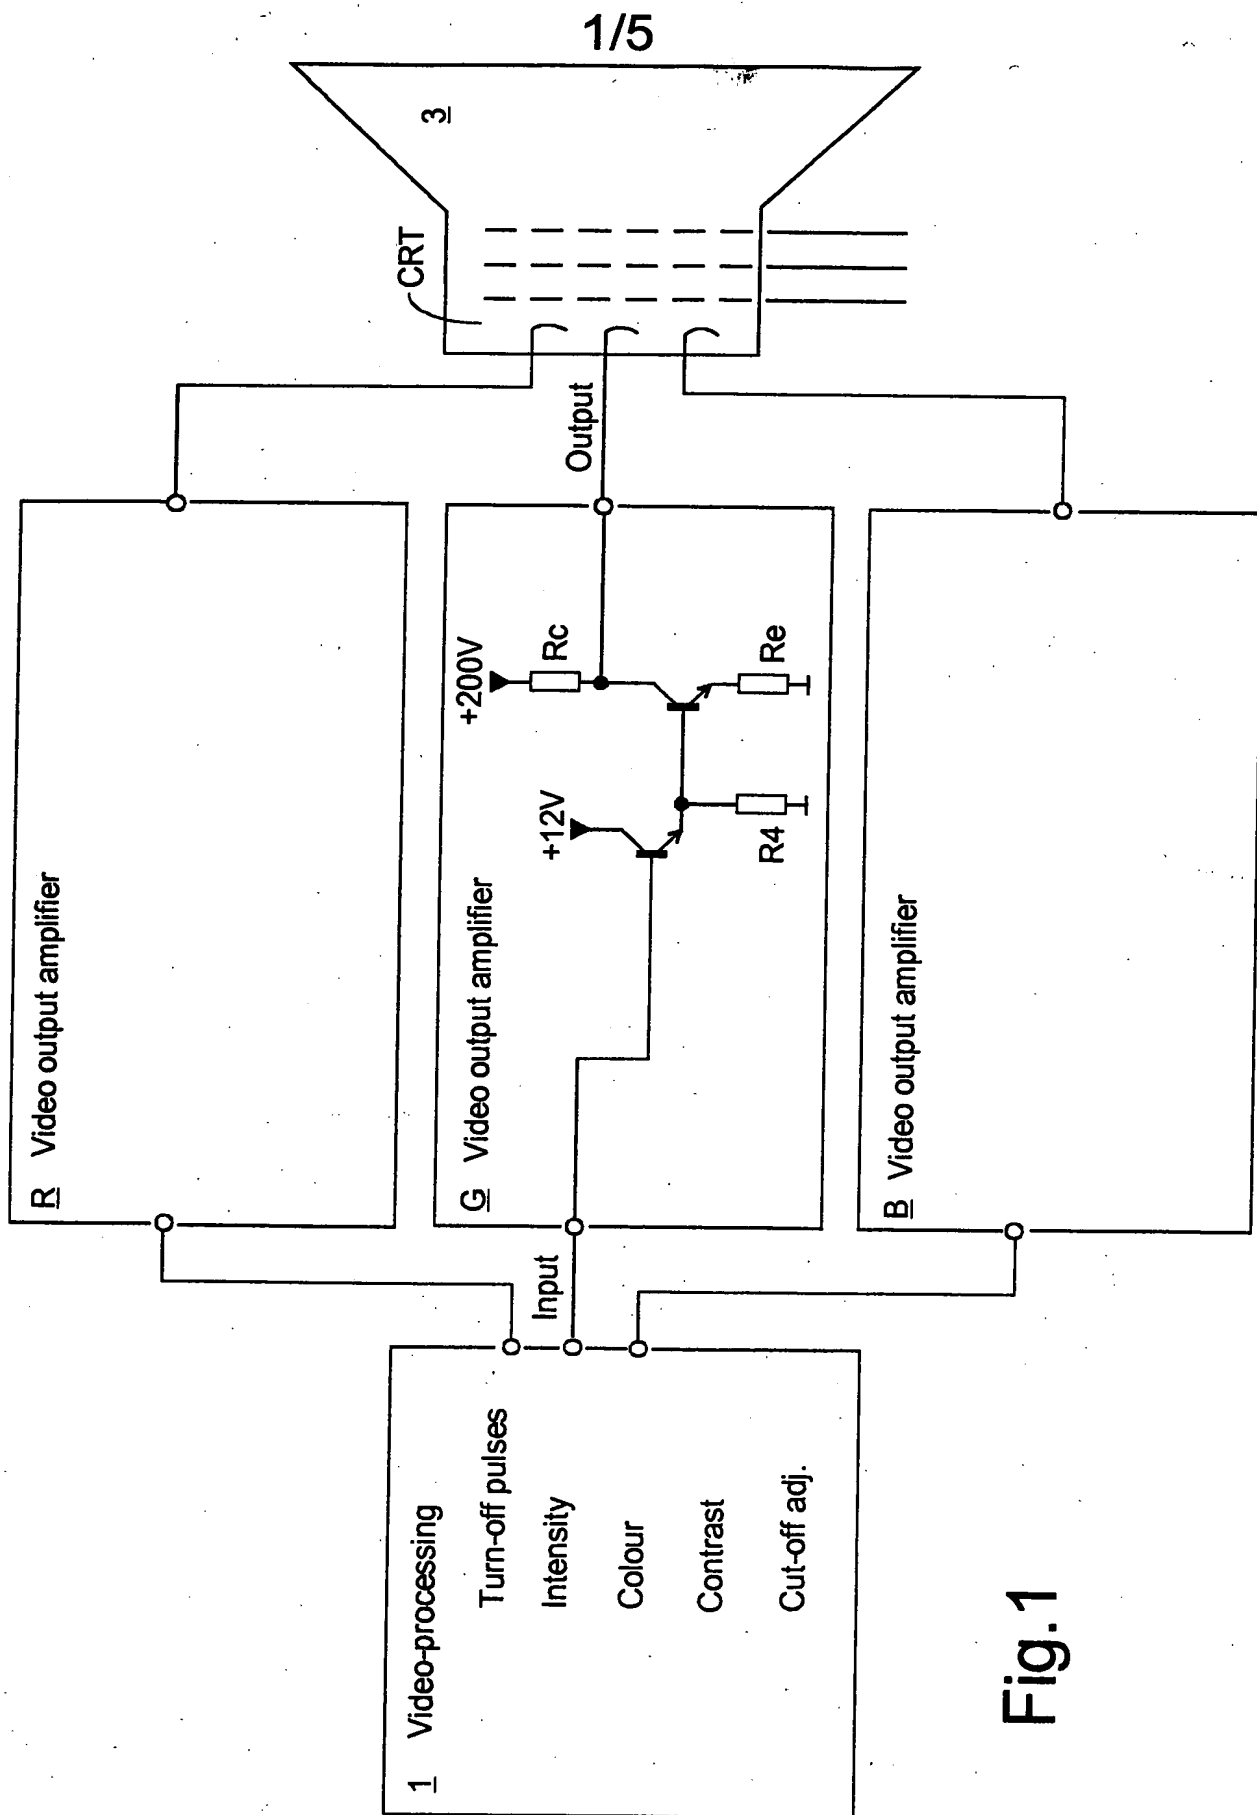 1/5
1 Video-processing
Turn-off pulses
Intensity
Colour
Contrast
Cut-off adj.
Input
R Video output amplifier
G Video output amplifier
+12V
R4
+200V
Rc
Re
B Video output amplifier
Output
CRT
3
Fig.1